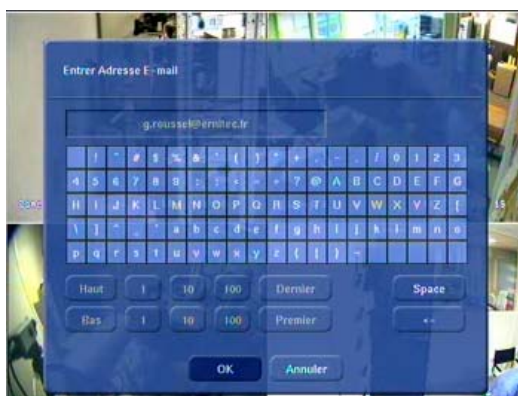 Entrer Adresse E-mail
g.roussel@ernitec.fr
! " # $ % & ' ( ) * + , - . / 0 1 2 3
4 5 6 7 8 9 : ; < = > ? @ A B C D E F G
H I J K L M N O P Q R S T U V W X Y Z [
\ ] ^ _ ` a b c d e f g h i j k l m n o
p q r s t u v w x y z { | } ~
Haut 1 10 100 Dernier Space
Bas 1 10 100 Premier <-
OK Annuler